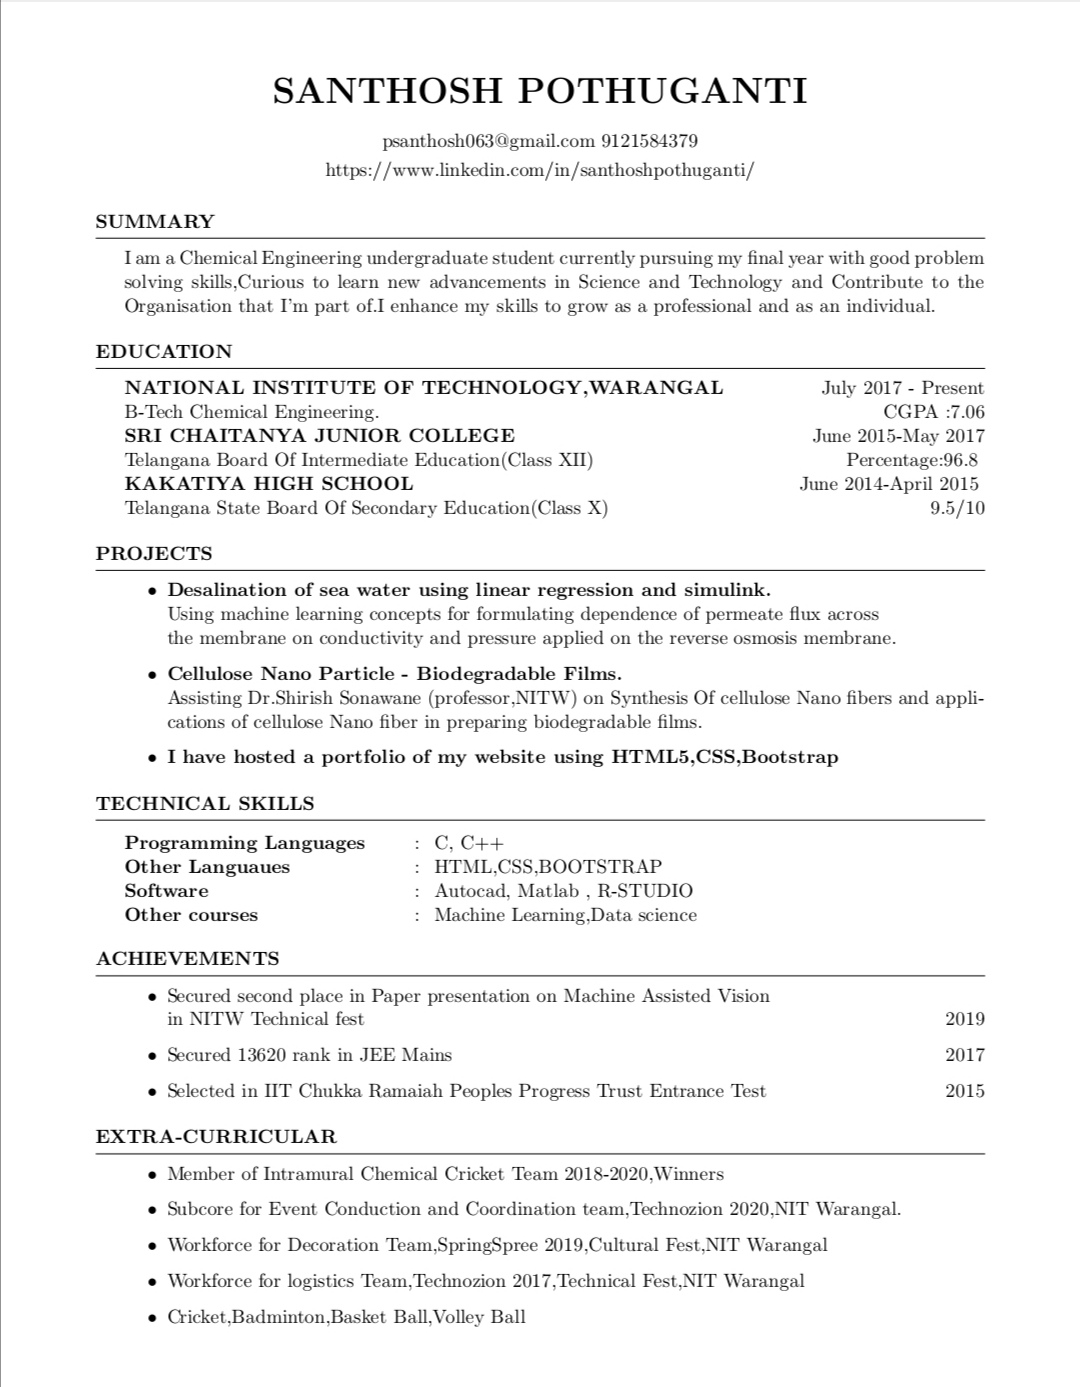 SANTHOSH POTHUGANTI
psanthosh063@gmail.com 9121584379
https://www.linkedin.com/in/santhoshpothuganti/
SUMMARY
I am a Chemical Engineering undergraduate student currently pursuing my final year with good problem
solving skills,Curious to learn new advancements in Science and Technology and Contribute to the
Organisation that I'm part of.I enhance my skills to grow as a professional and as an individual.
EDUCATION
NATIONAL INSTITUTE OF TECHNOLOGY,WARANGAL July 2017 - Present
B-Tech Chemical Engineering. CGPA :7.06
SRI CHAITANYA JUNIOR COLLEGE June 2015-May 2017
Telangana Board Of Intermediate Education(Class XII) Percentage:96.8
KAKATIYA HIGH SCHOOL June 2014-April 2015
Telangana State Board Of Secondary Education(Class X) 9.5/10
PROJECTS
• Desalination of sea water using linear regression and simulink.
Using machine learning concepts for formulating dependence of permeate flux across
the membrane on conductivity and pressure applied on the reverse osmosis membrane.
• Cellulose Nano Particle - Biodegradable Films.
Assisting Dr.Shirish Sonawane (professor,NITW) on Synthesis Of cellulose Nano fibers and appli-
cations of cellulose Nano fiber in preparing biodegradable films.
• I have hosted a portfolio of my website using HTML5,CSS,Bootstrap
TECHNICAL SKILLS
Programming Languages : C, C++
Other Languaues : HTML,CSS,BOOTSTRAP
Software : Autocad, Matlab , R-STUDIO
Other courses : Machine Learning,Data science
ACHIEVEMENTS
• Secured second place in Paper presentation on Machine Assisted Vision
in NITW Technical fest 2019
• Secured 13620 rank in JEE Mains 2017
• Selected in IIT Chukka Ramaiah Peoples Progress Trust Entrance Test 2015
EXTRA-CURRICULAR
• Member of Intramural Chemical Cricket Team 2018-2020,Winners
• Subcore for Event Conduction and Coordination team,Technozion 2020,NIT Warangal.
• Workforce for Decoration Team,SpringSpree 2019,Cultural Fest,NIT Warangal
• Workforce for logistics Team,Technozion 2017,Technical Fest,NIT Warangal
• Cricket,Badminton,Basket Ball,Volley Ball